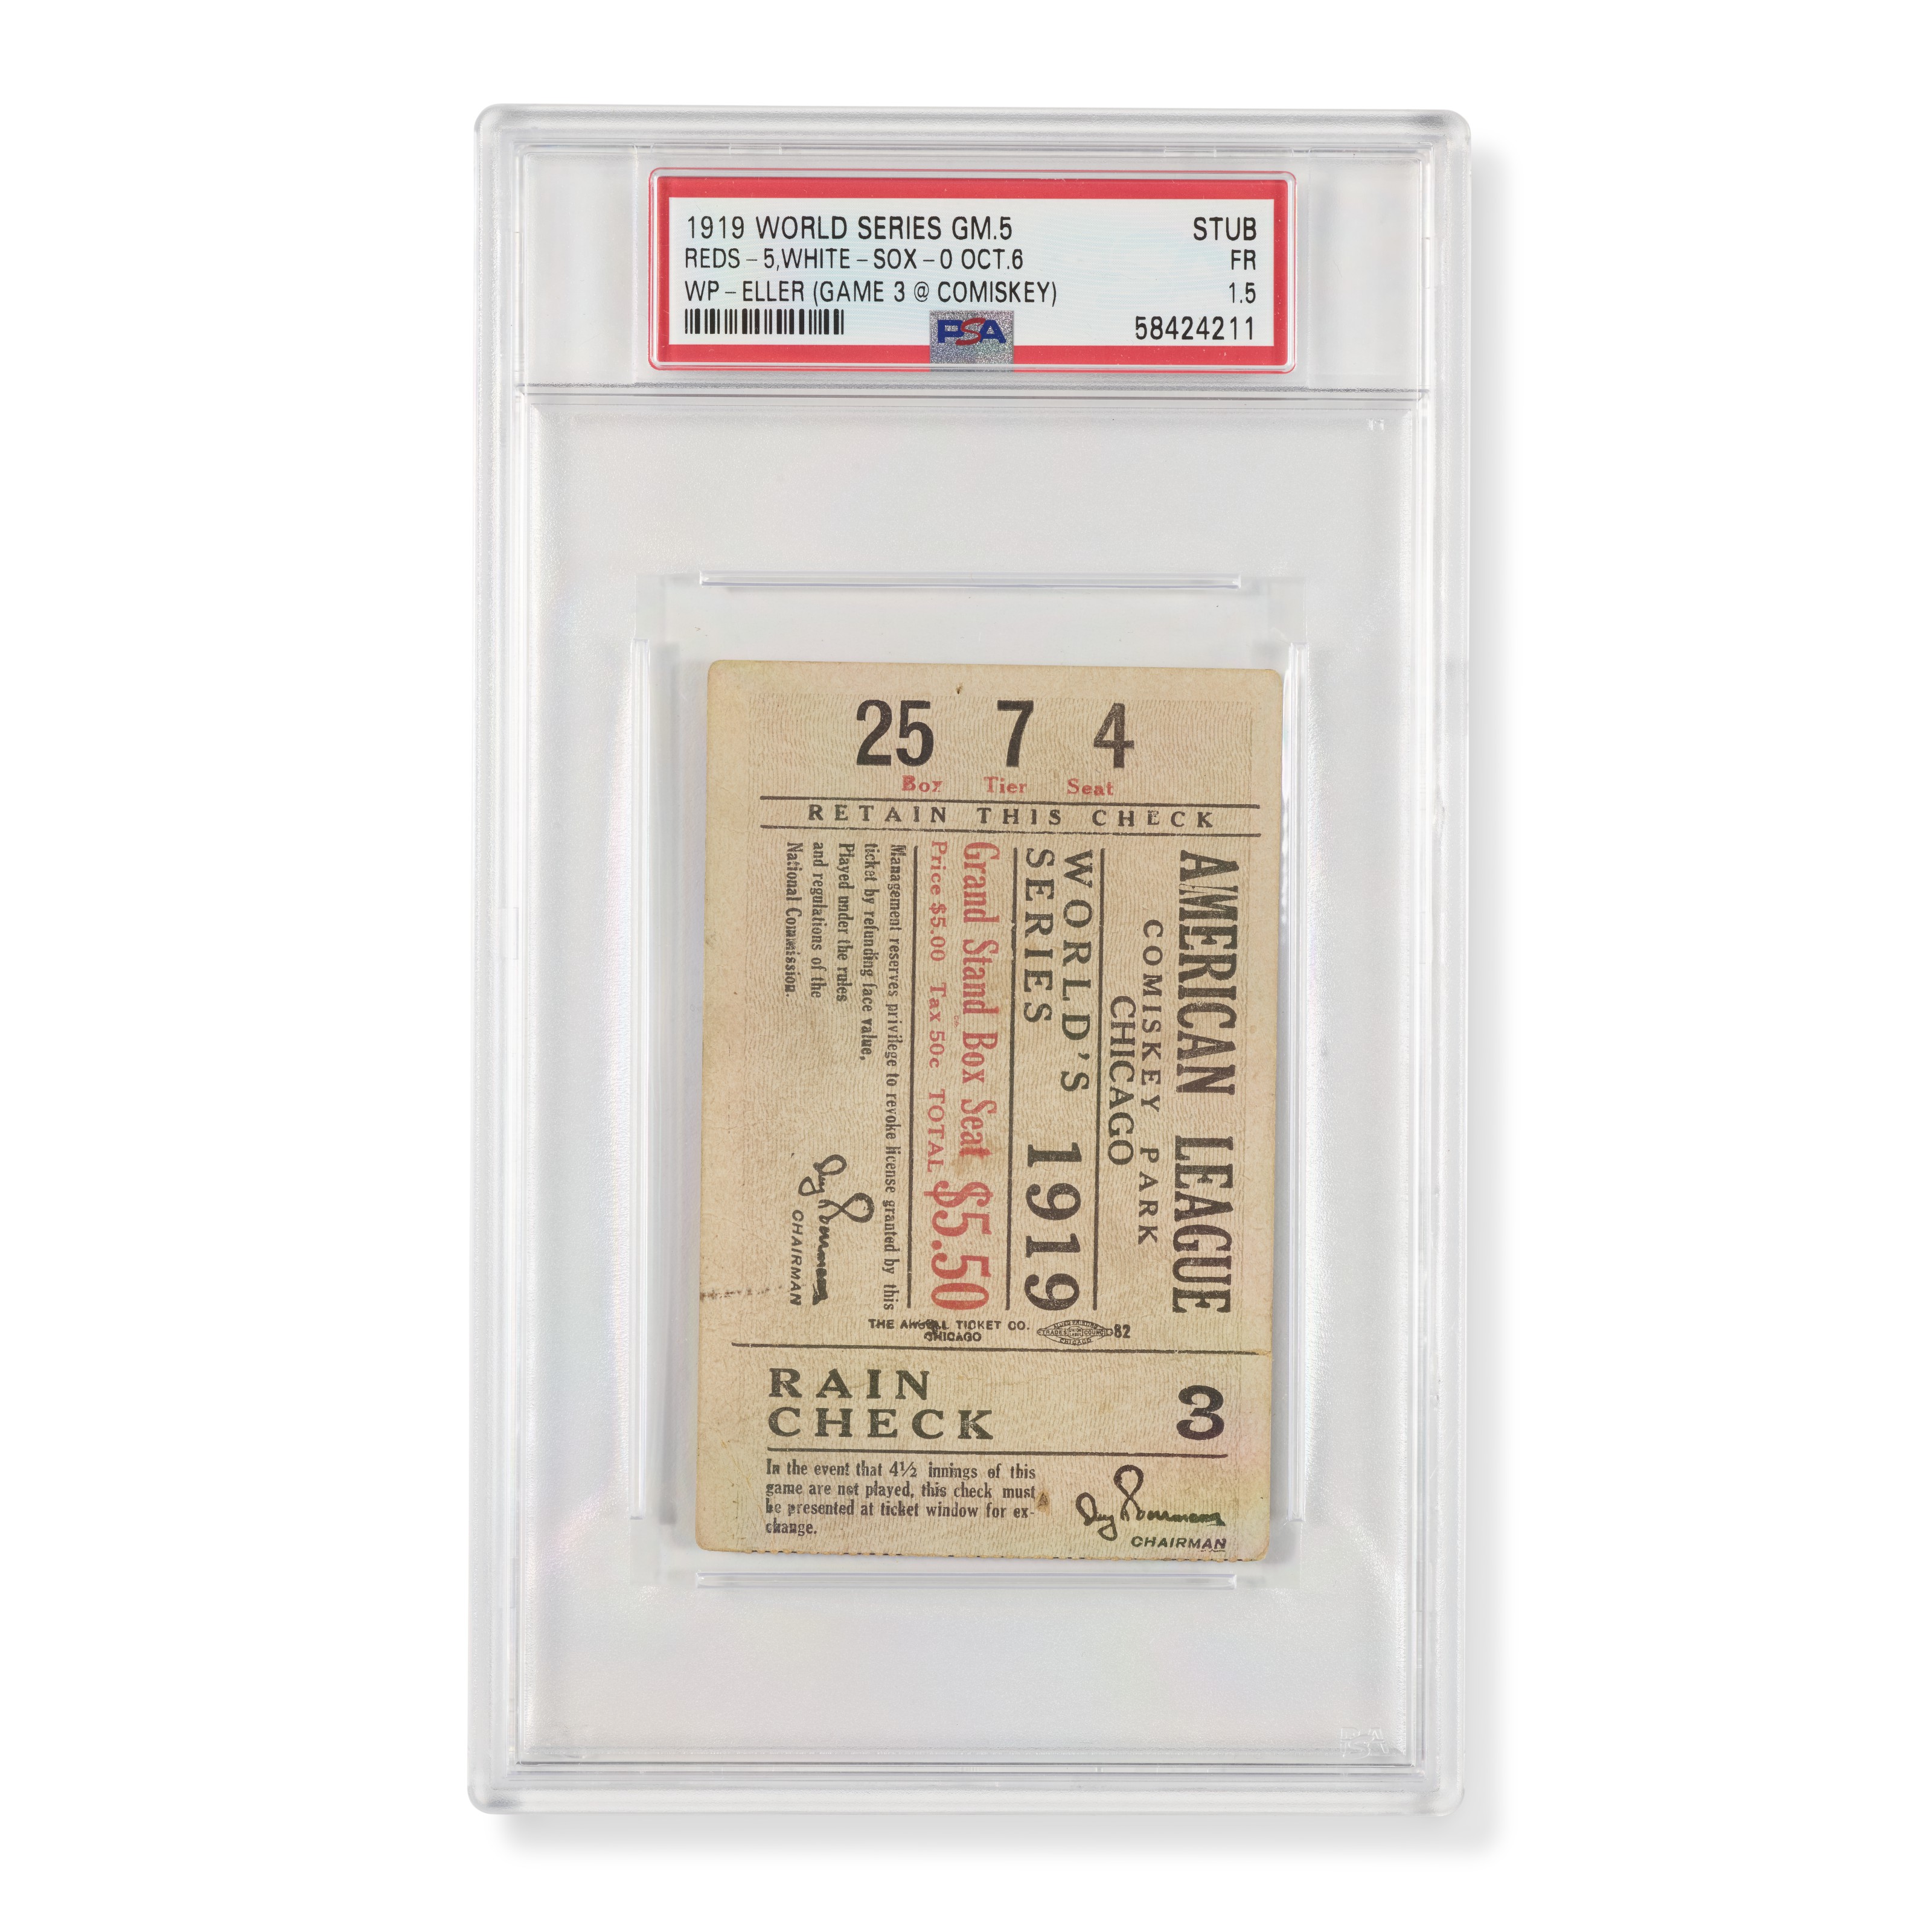 1919 WORLD SERIES GM.5 STUB
REDS - 5,WHITE - SOX - 0 OCT.6 FR
WP - ELLER (GAME 3 @ COMISKEY) 1.5
PSA 58424211
25 7 4
Box Tier Seat
RETAIN THIS CHECK
AMERICAN LEAGUE
COMISKEY PARK
CHICAGO
WORLD'S
SERIES 1919
Grand Stand Box Seat
Price $5.00 Tax 50c TOTAL $5.50
Management reserves privilege to revoke license granted by this
ticket by refunding face value,
Played under the rules
and regulations of the
National Commission.
CHAIRMAN
THE TICKET CO.
CHICAGO
82
RAIN
CHECK
3
In the event that 4½ innings of this
game are not played, this check must
be presented at ticket window for ex-
change.
CHAIRMAN
PSA